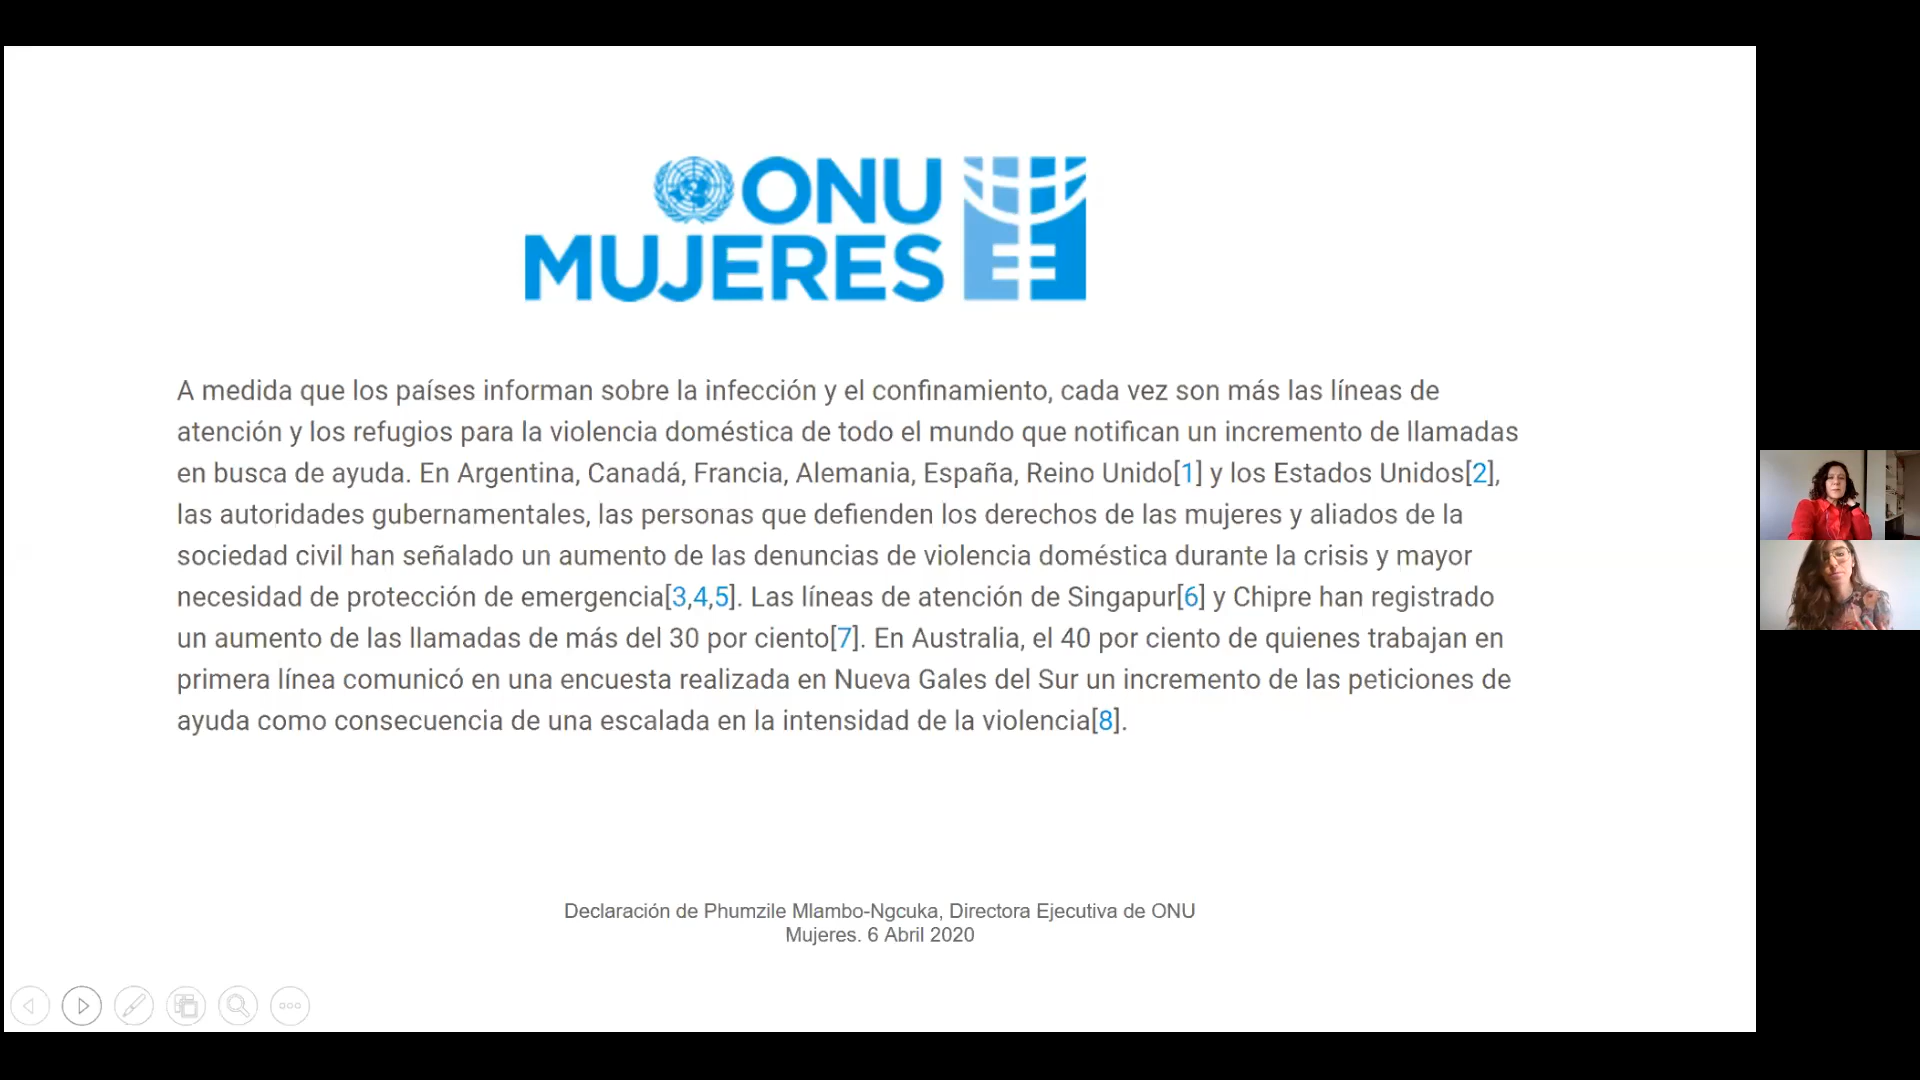 ONU
MUJERES
A medida que los países informan sobre la infección y el confinamiento, cada vez son más las líneas de
atención y los refugios para la violencia doméstica de todo el mundo que notifican un incremento de llamadas
en busca de ayuda. En Argentina, Canadá, Francia, Alemania, España, Reino Unido[1] y los Estados Unidos[2],
las autoridades gubernamentales, las personas que defienden los derechos de las mujeres y aliados de la
sociedad civil han señalado un aumento de las denuncias de violencia doméstica durante la crisis y mayor
necesidad de protección de emergencia[3,4,5]. Las líneas de atención de Singapur[6] y Chipre han registrado
un aumento de las llamadas de más del 30 por ciento[7]. En Australia, el 40 por ciento de quienes trabajan en
primera línea comunicó en una encuesta realizada en Nueva Gales del Sur un incremento de las peticiones de
ayuda como consecuencia de una escalada en la intensidad de la violencia[8].
Declaración de Phumzile Mlambo-Ngcuka, Directora Ejecutiva de ONU
Mujeres. 6 Abril 2020